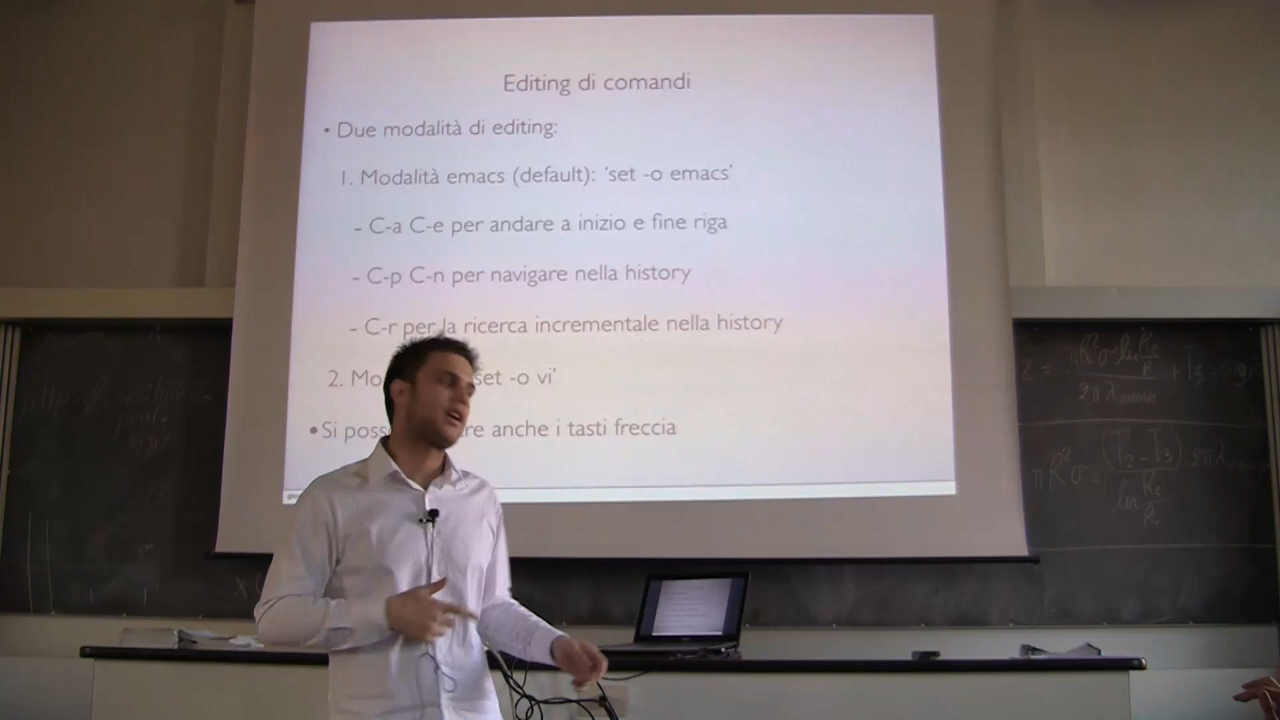 Editing di comandi
• Due modalità di editing:
1. Modalità emacs (default): 'set -o emacs'
- C-a C-e per andare a inizio e fine riga
- C-p C-n per navigare nella history
- C-r per la ricerca incrementale nella history
2. Mo set -o vi'
• Si poss re anche i tasti freccia